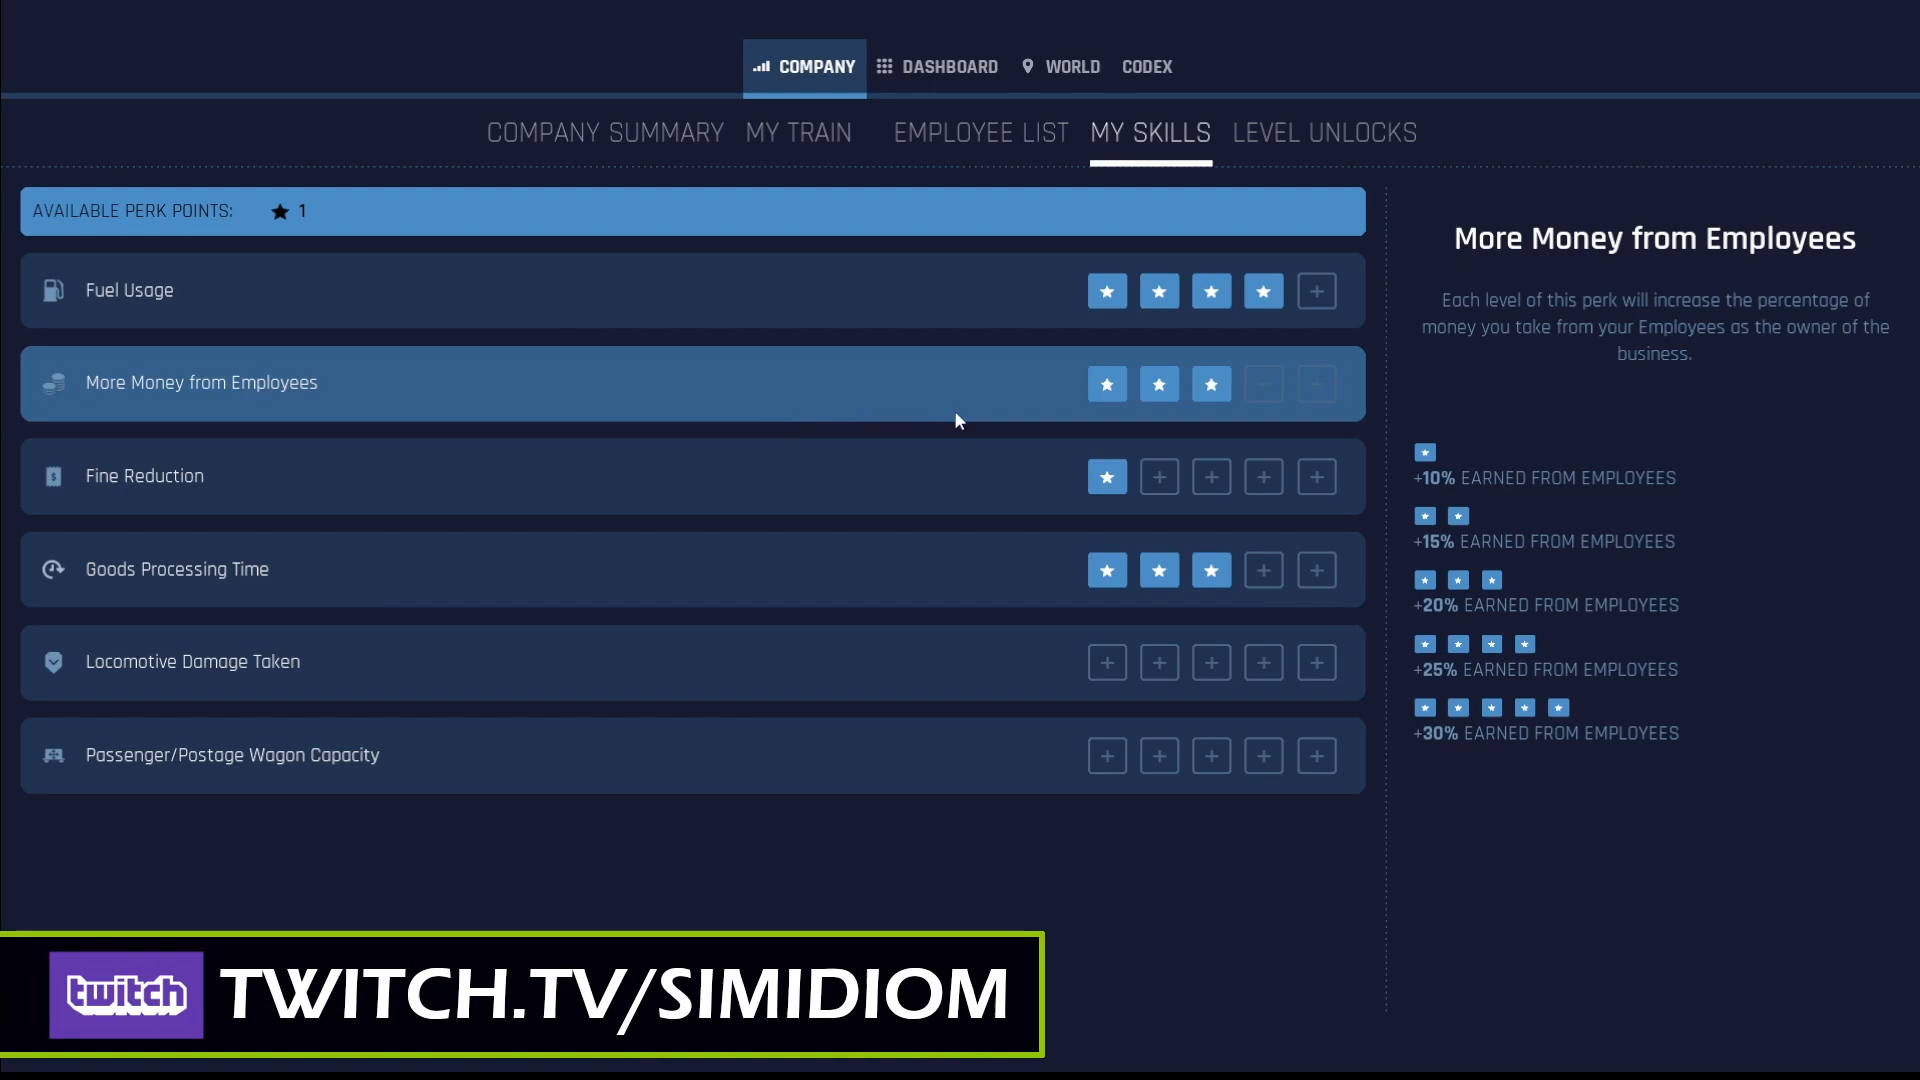 COMPANY DASHBOARD WORLD CODEX
COMPANY SUMMARY MY TRAIN EMPLOYEE LIST MY SKILLS LEVEL UNLOCKS
AVAILABLE PERK POINTS: ★ 1
Fuel Usage
More Money from Employees
Fine Reduction
Goods Processing Time
Locomotive Damage Taken
Passenger/Postage Wagon Capacity
More Money from Employees
Each level of this perk will increase the percentage of
money you take from your Employees as the owner of the
business.
+10% EARNED FROM EMPLOYEES
+15% EARNED FROM EMPLOYEES
+20% EARNED FROM EMPLOYEES
+25% EARNED FROM EMPLOYEES
+30% EARNED FROM EMPLOYEES
twitch TWITCH.TV/SIMIDIOM